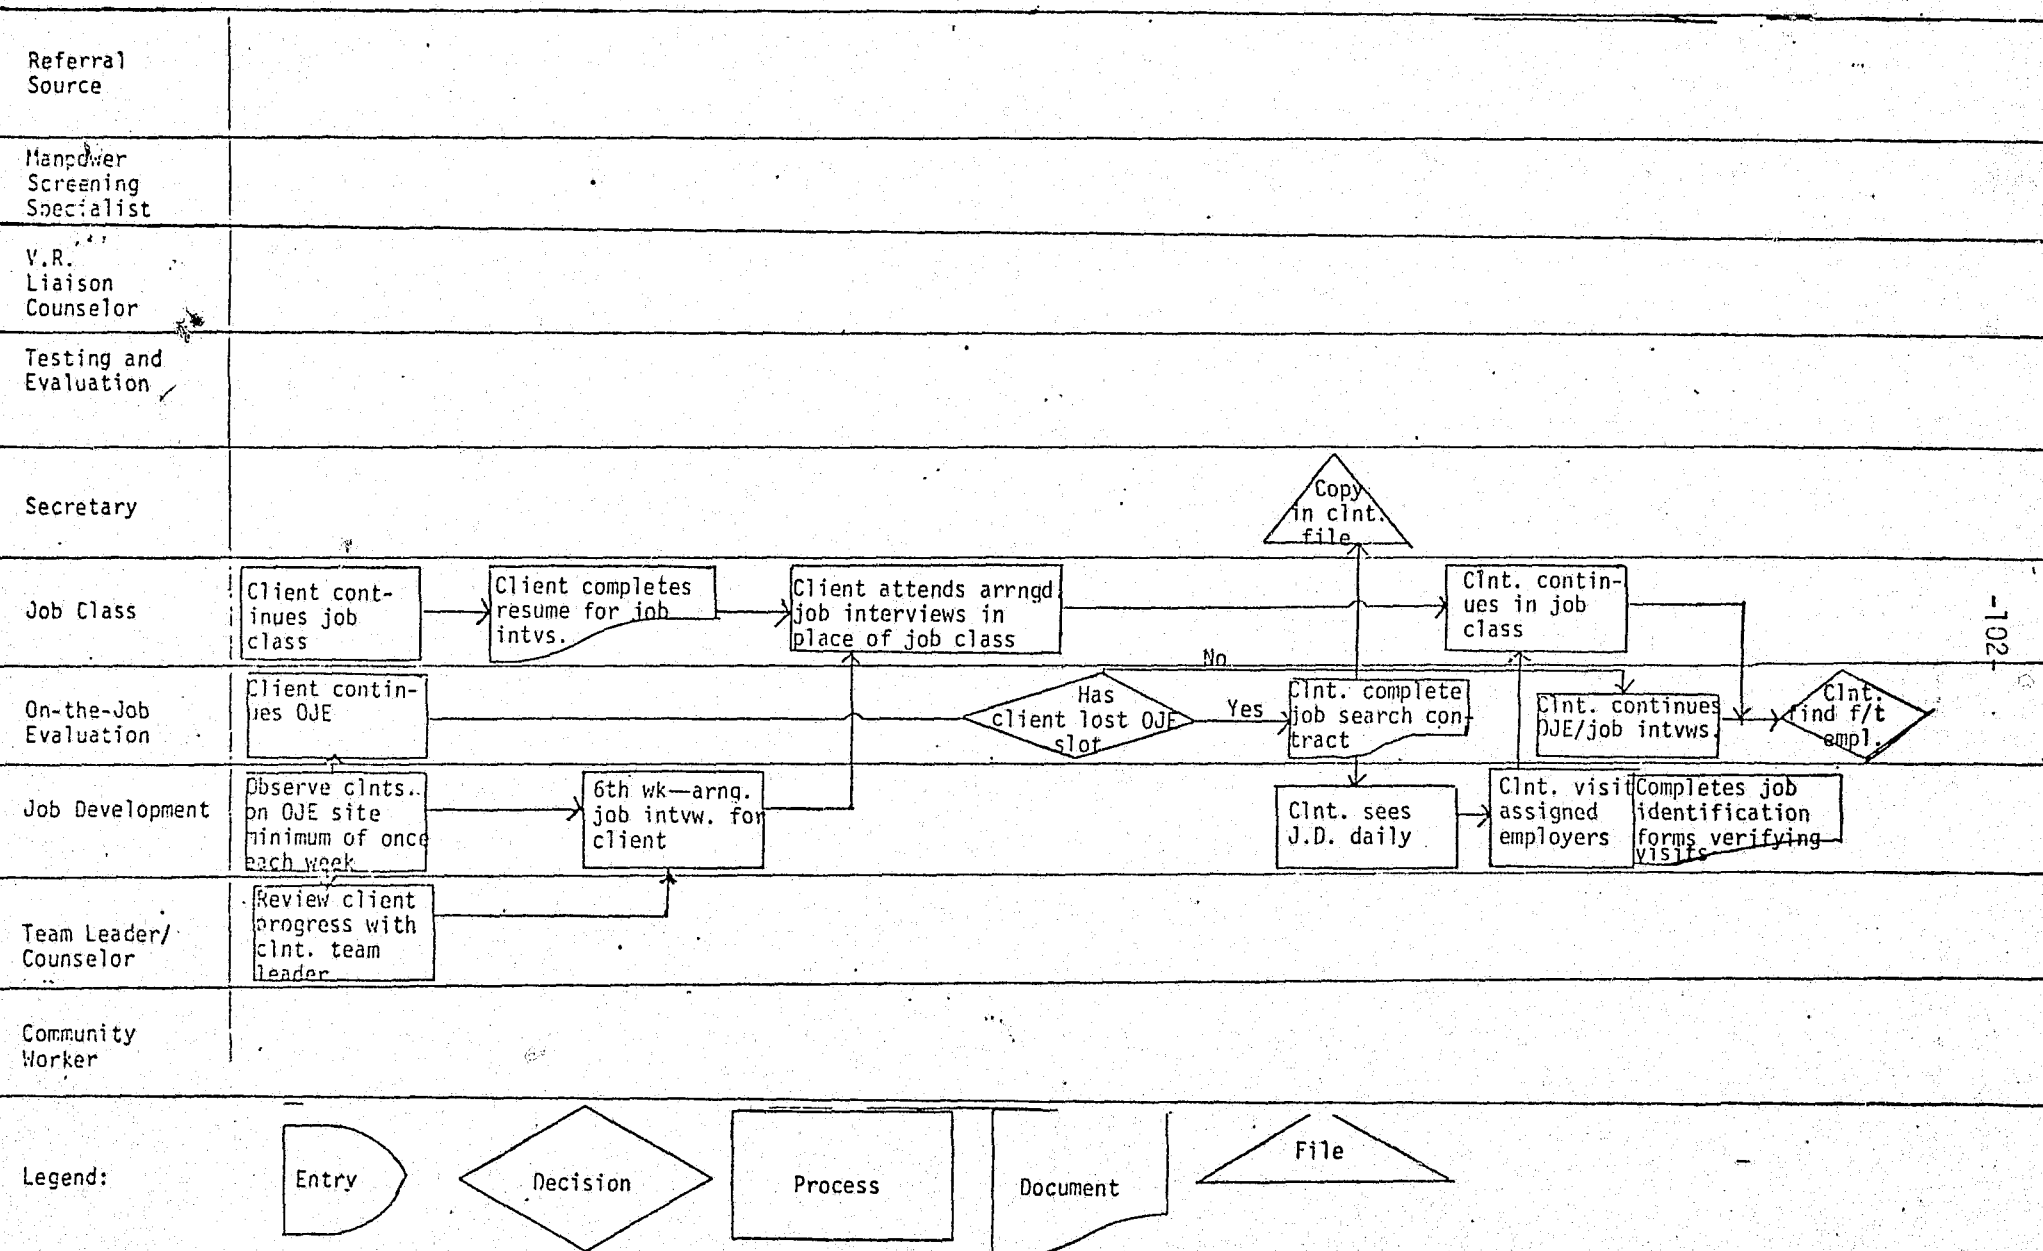 Referral
Source
Manpower
Screening
Specialist
V.R.
Liaison
Counselor
Testing and
Evaluation
Secretary
Copy
in clnt.
file
Job Class
Client cont-
inues job
class
Client completes
resume for job
intvs.
Client attends arrngd
job interviews in
place of job class
Clnt. contin-
ues in job
class
-102-
On-the-Job
Evaluation
Client contin-
ues OJE
Has
client lost OJE
slot
No
Yes
Clnt. complete
job search con-
tract
Clnt. continues
OJE/job intvws.
Clnt.
find f/t
empl.
Job Development
Observe clnts.
on OJE site
minimum of once
each week
6th wk—arng.
job intvw. for
client
Clnt. sees
J.D. daily
Clnt. visit
assigned
employers
Completes job
identification
forms verifying
visits
Team Leader/
Counselor
Review client
progress with
clnt. team
leader
Community
Worker
Legend:
Entry
Decision
Process
Document
File